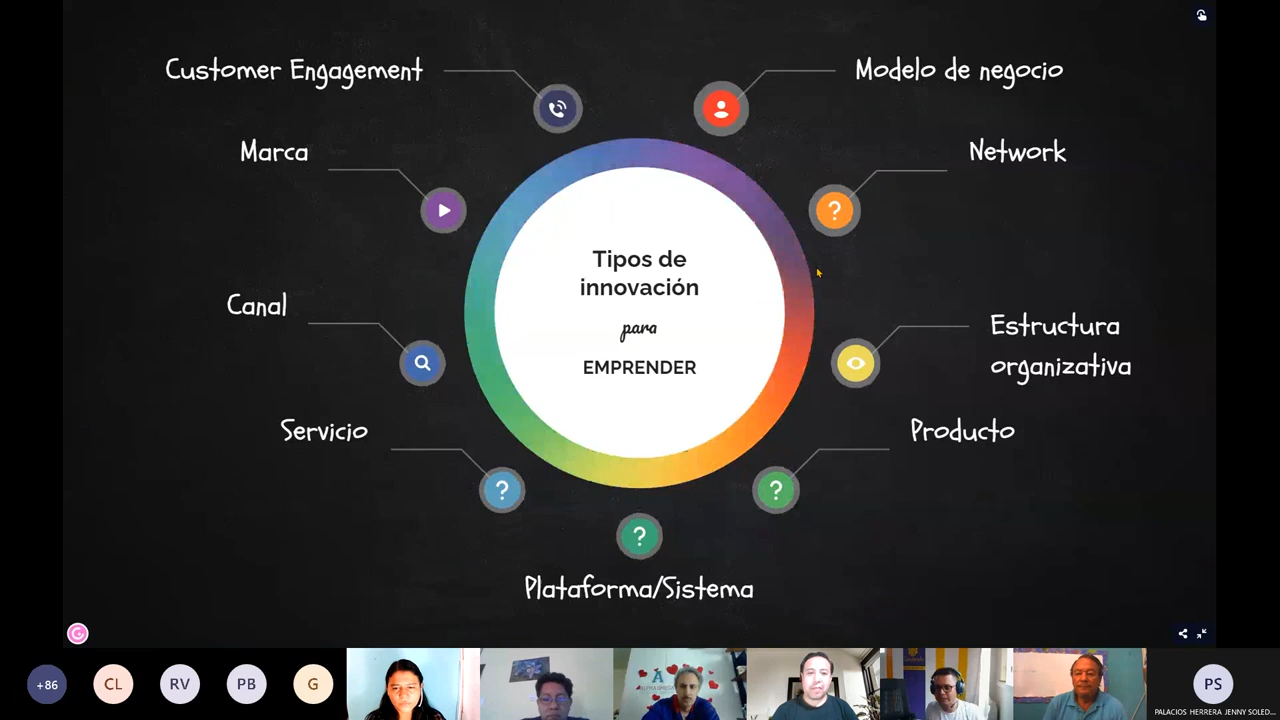 Customer Engagement
Modelo de negocio
Marca
Network
Tipos de
innovación
para
EMPRENDER
Canal
Estructura
organizativa
Servicio
Producto
Plataforma/Sistema
+86
CL
RV
PB
G
PS
PALACIOS HERRERA JENNY SOLED...